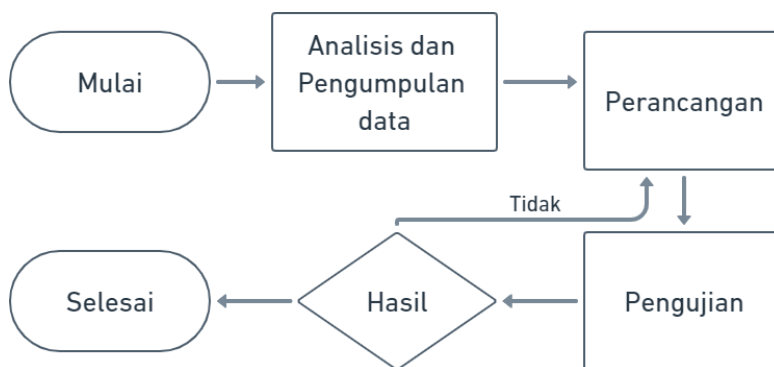 Mulai
Analisis dan
Pengumpulan
data
Perancangan
Tidak
Selesai
Hasil
Pengujian